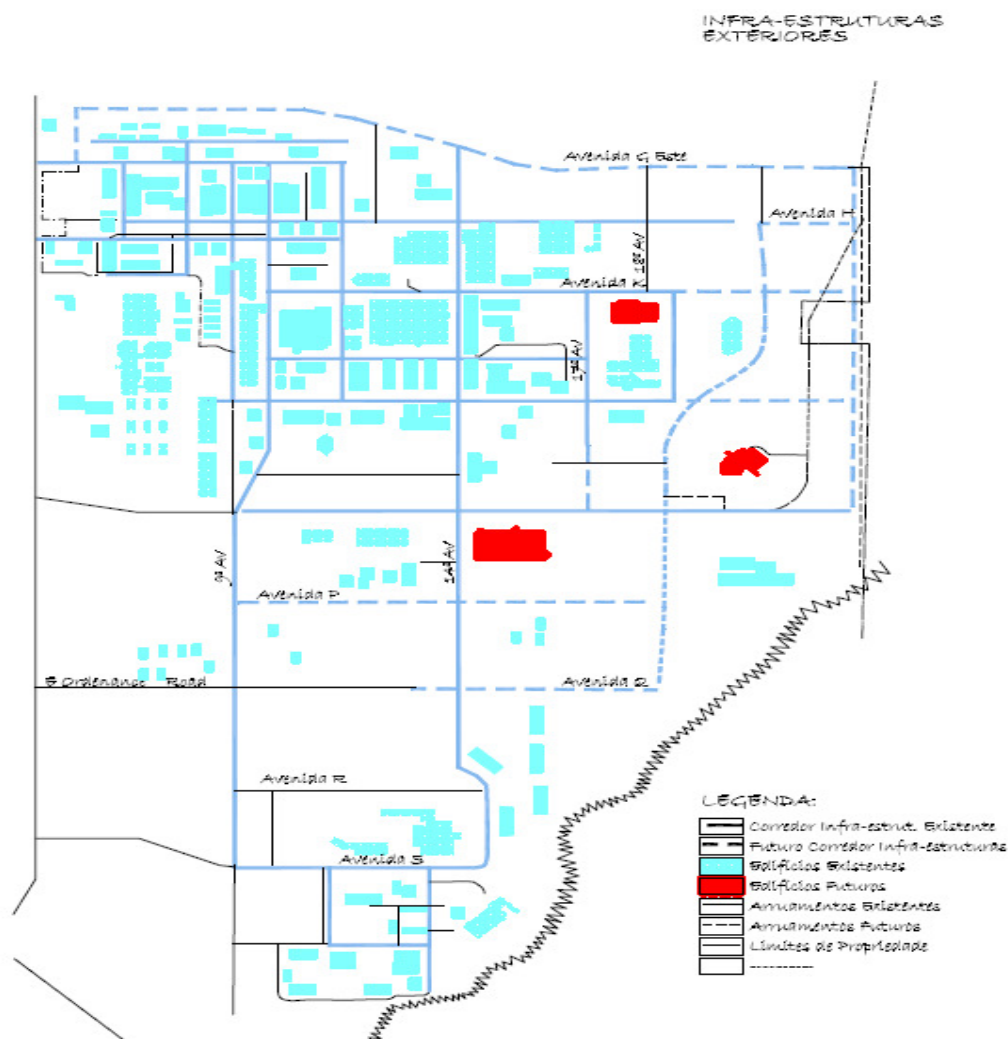 INFRA-ESTRUTURAS
EXTERIORES
Avenida G Este
Avenida H
18ª AV
Avenida K
17ª AV
9ª AV
14ª AV
Avenida P
E Ordenance Road
Avenida Q
Avenida R
Avenida S
LEGENDA:
Corredor Infra-estrut. Existente
Futuro Corredor Infra-estruturas
Edifícios Existentes
Edifícios Futuros
Arruamentos Existentes
Arruamentos Futuros
Limites de Propriedade